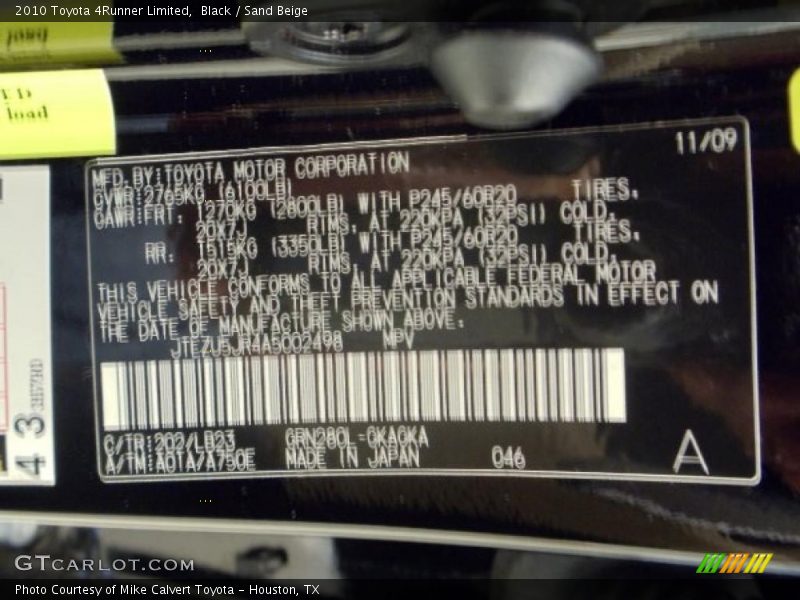 2010 Toyota 4Runner Limited,  Black / Sand Beige
load
load
11/09
MFD. BY: TOYOTA MOTOR CORPORATION
GVWR: 2765KG (6100LB)
GAWR: FRT: 1270KG (2800LB) WITH P245/60R20 TIRES,
20X7J RIMS, AT 220KPA (32PSI) COLD,
RR: 1515KG (3350LB) WITH P245/60R20 TIRES,
20X7J RIMS, AT 220KPA (32PSI) COLD,
THIS VEHICLE CONFORMS TO ALL APPLICABLE FEDERAL MOTOR
VEHICLE SAFETY AND THEFT PREVENTION STANDARDS IN EFFECT ON
THE DATE OF MANUFACTURE SHOWN ABOVE.
JTEZU5JR4A5002498 MPV
C/TR: 202/LB23 GRN280L-GKAGKA
A/TM: A01A/A750E MADE IN JAPAN 046
A
43
GTCARLOT.COM
Photo Courtesy of Mike Calvert Toyota - Houston, TX